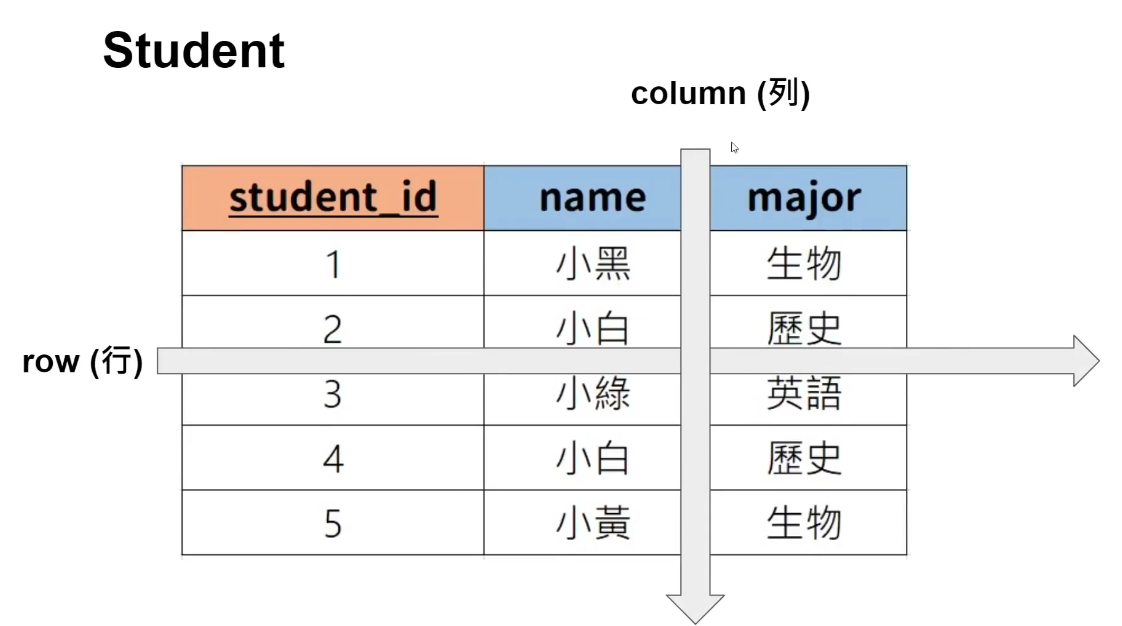 Student
column (列)
student_id name major
1 小黑 生物
2 小白 歷史
row (行)
3 小綠 英語
4 小白 歷史
5 小黃 生物